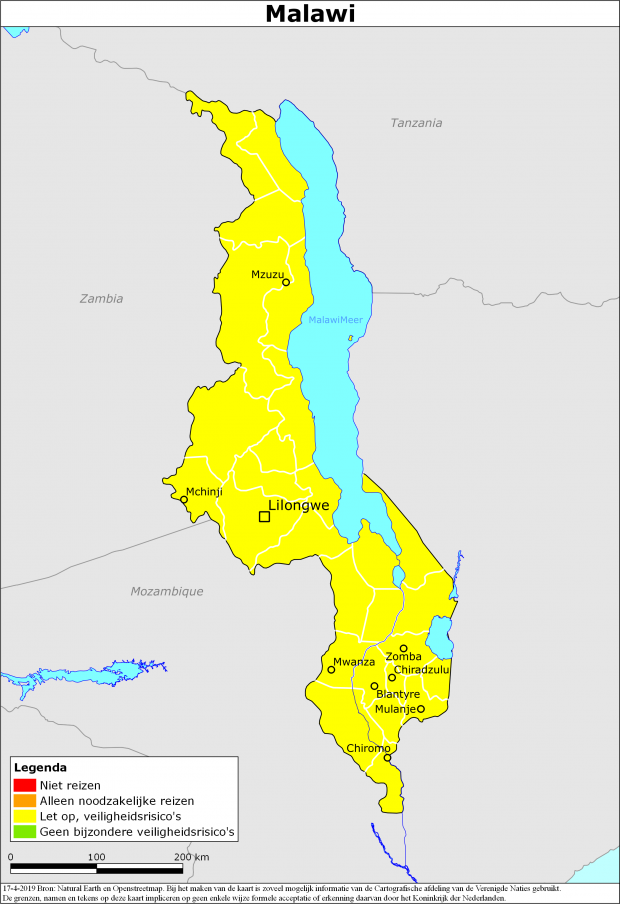 Malawi
Tanzania
Mzuzu
Zambia
MalawiMeer
Mchinji
Lilongwe
Mozambique
Zomba
Mwanza
Chiradzulu
Blantyre
Mulanje
Chiromo
Legenda
Niet reizen
Alleen noodzakelijke reizen
Let op, veiligheidsrisico's
Geen bijzondere veiligheidsrisico's
0 100 200 km
17-4-2019 Bron: Natural Earth en Openstreetmap. Bij het maken van de kaart is zoveel mogelijk informatie van de Cartografische afdeling van de Verenigde Naties gebruikt.
De grenzen, namen en tekens op deze kaart impliceren op geen enkele wijze formele acceptatie of erkenning daarvan door het Koninkrijk der Nederlanden.